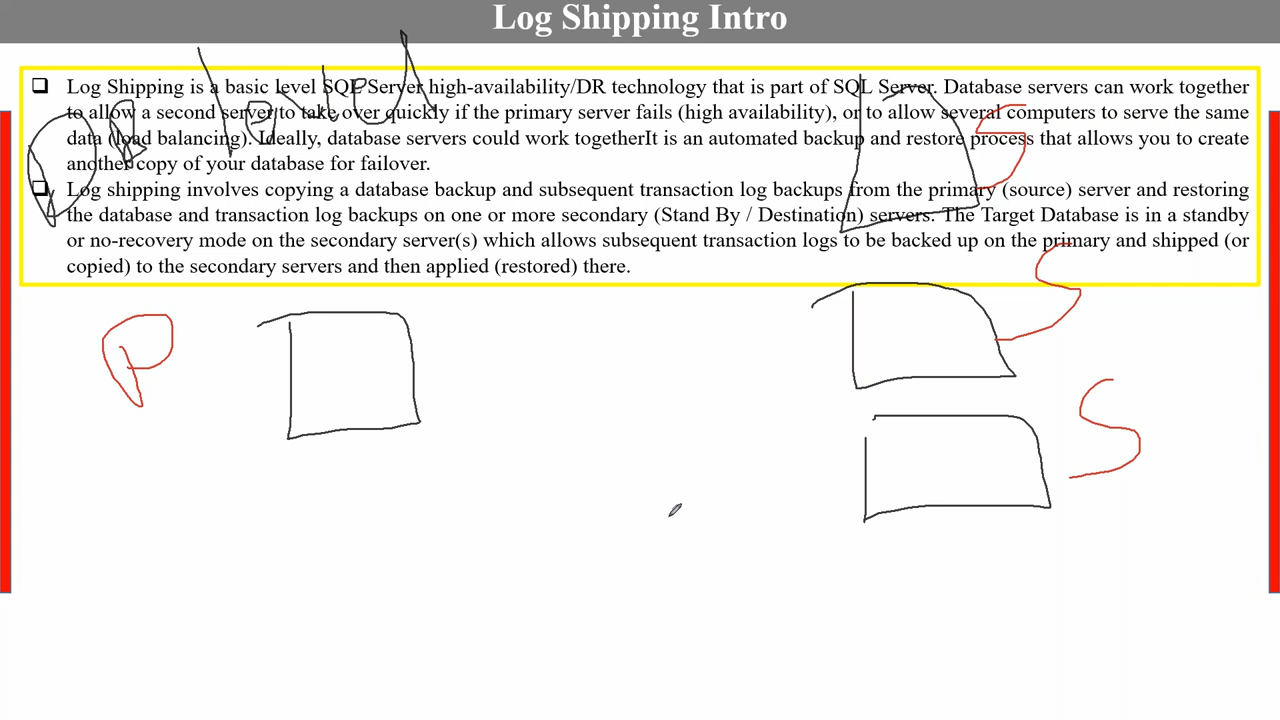 Log Shipping Intro
Log Shipping is a basic level SQL Server high-availability/DR technology that is part of SQL Server. Database servers can work together
to allow a second server to take over quickly if the primary server fails (high availability), or to allow several computers to serve the same
data (load balancing). Ideally, database servers could work togetherIt is an automated backup and restore process that allows you to create
another copy of your database for failover.
Log shipping involves copying a database backup and subsequent transaction log backups from the primary (source) server and restoring
the database and transaction log backups on one or more secondary (Stand By / Destination) servers. The Target Database is in a standby
or no-recovery mode on the secondary server(s) which allows subsequent transaction logs to be backed up on the primary and shipped (or
copied) to the secondary servers and then applied (restored) there.
S
S
P
S